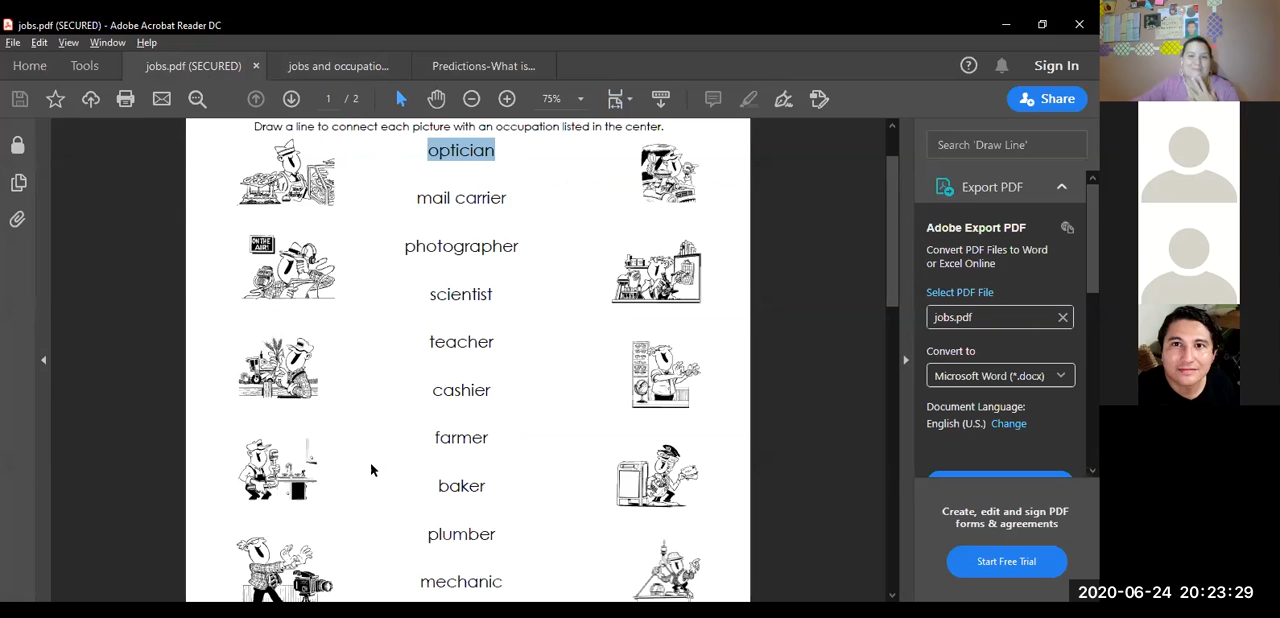 jobs.pdf (SECURED) - Adobe Acrobat Reader DC
File Edit View Window Help
Home Tools jobs.pdf (SECURED) × jobs and occupatio... Predictions-What is... Sign In
1 / 2 75% Share
Draw a line to connect each picture with an occupation listed in the center.
optician
mail carrier
photographer
ON THE
AIR!
scientist
teacher
cashier
farmer
baker
plumber
mechanic
Search 'Draw Line'
Export PDF
Adobe Export PDF
Convert PDF Files to Word
or Excel Online
Select PDF File
jobs.pdf
Convert to
Microsoft Word (*.docx)
Document Language:
English (U.S.) Change
Create, edit and sign PDF
forms & agreements
Start Free Trial
2020-06-24 20:23:29